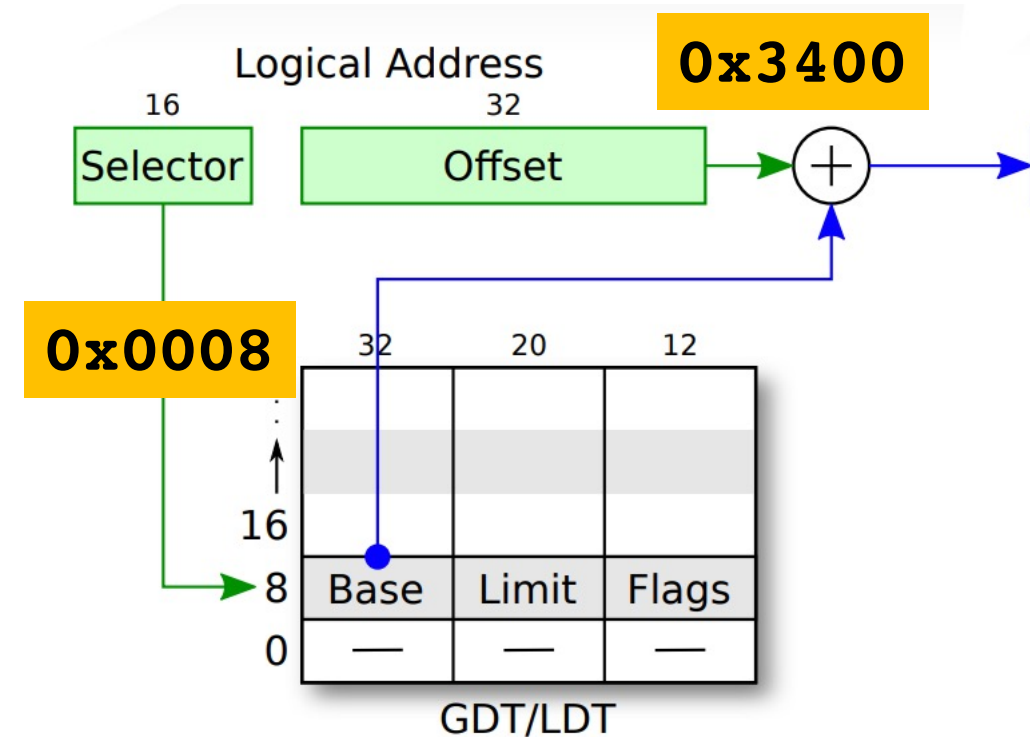 Logical Address
0x3400
16
32
Selector
Offset
0x0008
32
20
12
16
8
Base
Limit
Flags
0
GDT/LDT